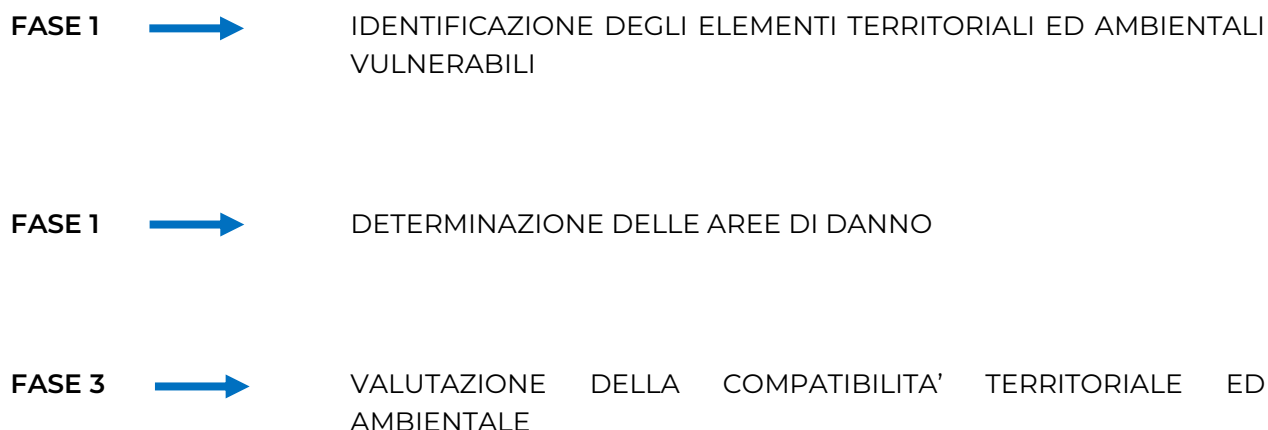 FASE 1 IDENTIFICAZIONE DEGLI ELEMENTI TERRITORIALI ED AMBIENTALI
VULNERABILI
FASE 1 DETERMINAZIONE DELLE AREE DI DANNO
FASE 3 VALUTAZIONE DELLA COMPATIBILITA’ TERRITORIALE ED
AMBIENTALE